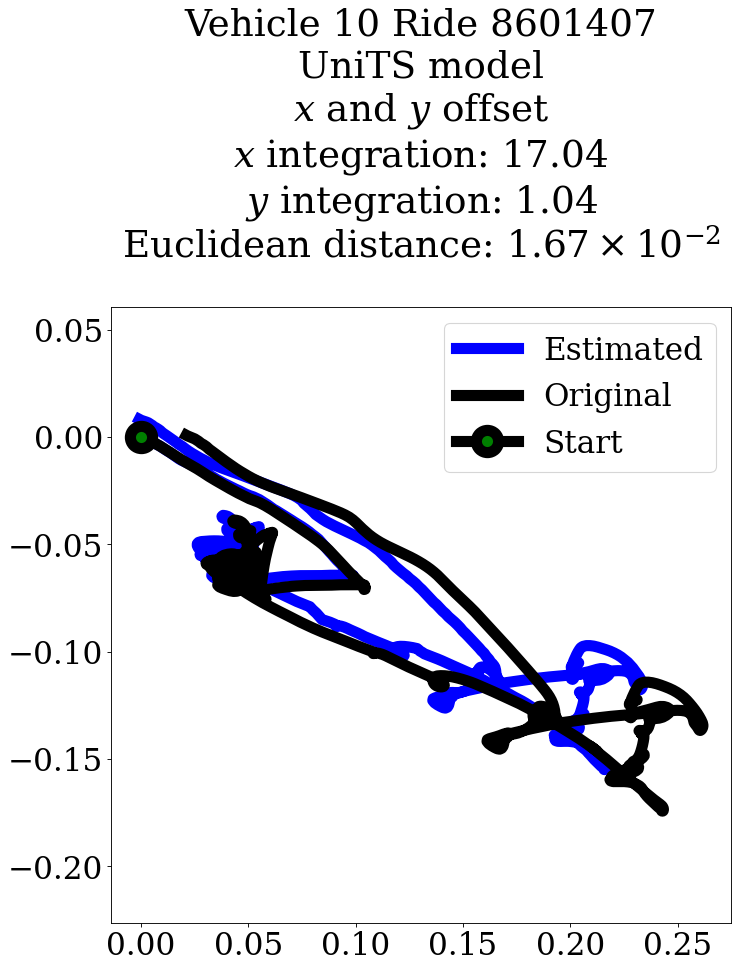 Vehicle 10 Ride 8601407
UniTS model
x and y offset
x integration: 17.04
y integration: 1.04
Euclidean distance: 1.67 × 10⁻²
Estimated
Original
Start
0.05
0.00
−0.05
−0.10
−0.15
−0.20
0.00 0.05 0.10 0.15 0.20 0.25